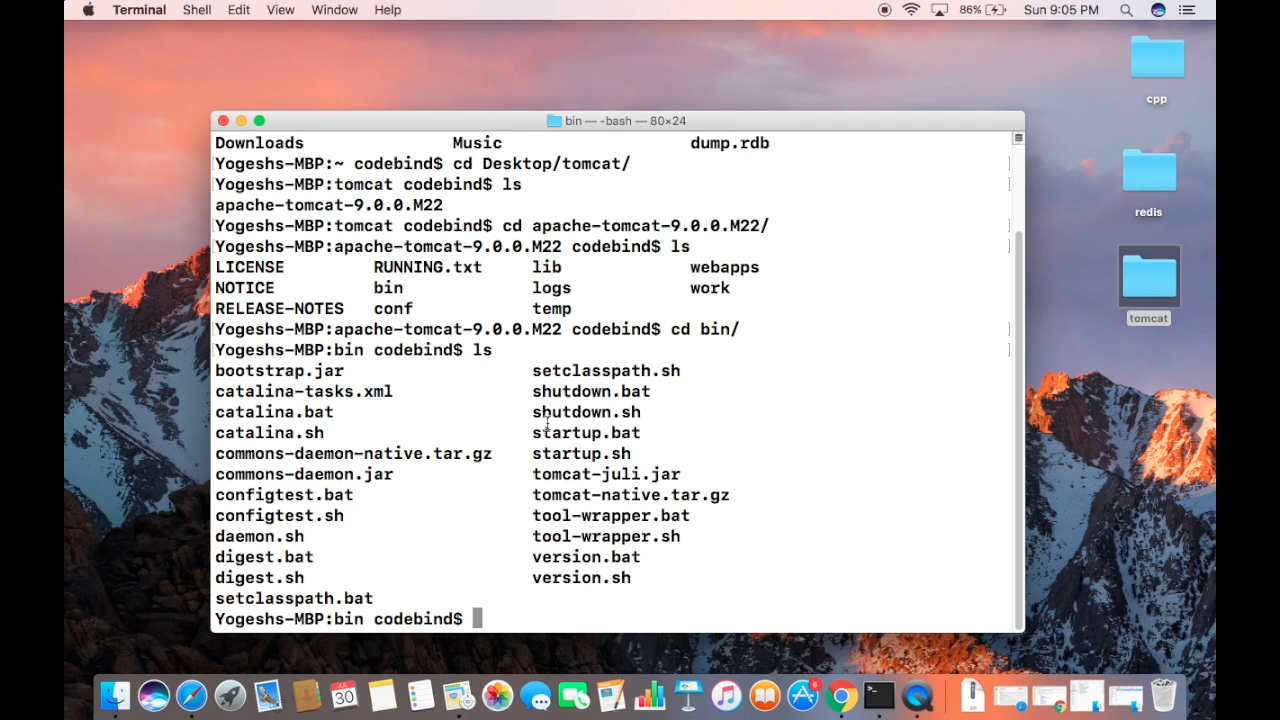 Terminal Shell Edit View Window Help 86% Sun 9:05 PM
cpp
bin — -bash — 80×24
Downloads Music dump.rdb
Yogeshs-MBP:~ codebind$ cd Desktop/tomcat/
Yogeshs-MBP:tomcat codebind$ ls
apache-tomcat-9.0.0.M22
Yogeshs-MBP:tomcat codebind$ cd apache-tomcat-9.0.0.M22/
Yogeshs-MBP:apache-tomcat-9.0.0.M22 codebind$ ls
LICENSE RUNNING.txt lib webapps
NOTICE bin logs work
RELEASE-NOTES conf temp
Yogeshs-MBP:apache-tomcat-9.0.0.M22 codebind$ cd bin/
Yogeshs-MBP:bin codebind$ ls
bootstrap.jar setclasspath.sh
catalina-tasks.xml shutdown.bat
catalina.bat shutdown.sh
catalina.sh startup.bat
commons-daemon-native.tar.gz startup.sh
commons-daemon.jar tomcat-juli.jar
configtest.bat tomcat-native.tar.gz
configtest.sh tool-wrapper.bat
daemon.sh tool-wrapper.sh
digest.bat version.bat
digest.sh version.sh
setclasspath.bat
Yogeshs-MBP:bin codebind$
redis
tomcat
JUL
30
6